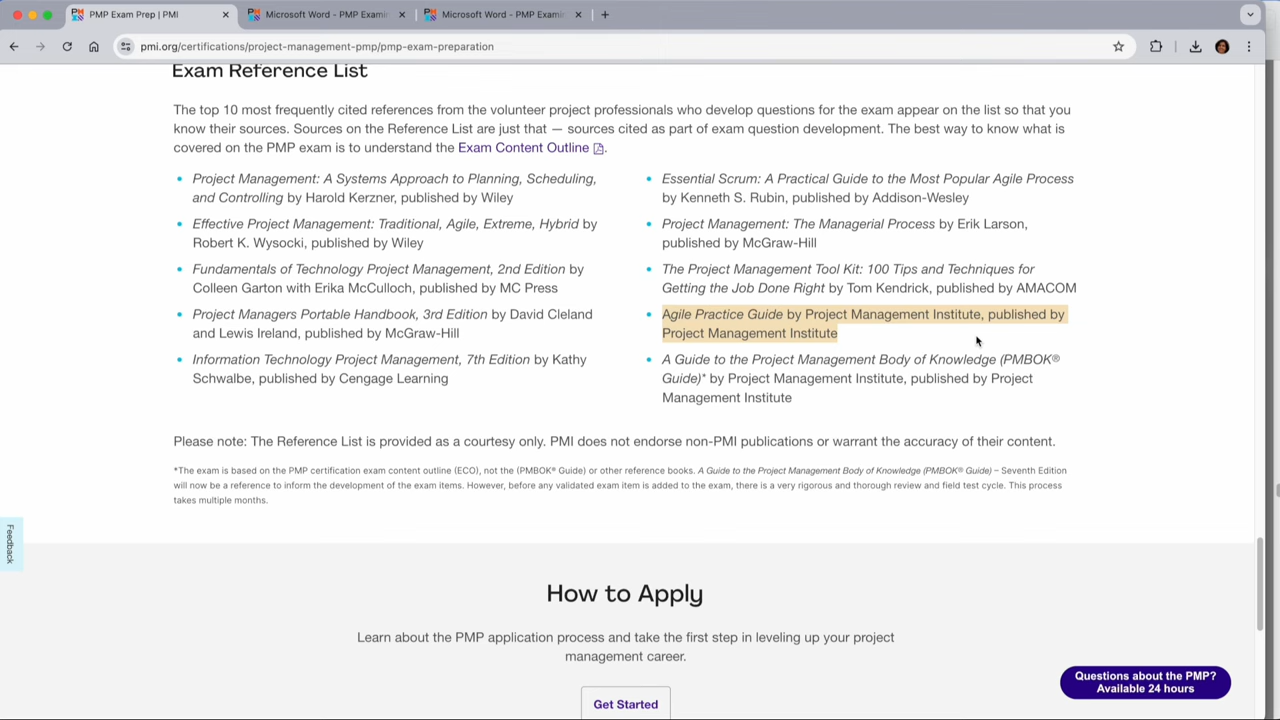 PMP Exam Prep | PMI
Microsoft Word - PMP Examin
Microsoft Word - PMP Examin
pmi.org/certifications/project-management-pmp/pmp-exam-preparation
Exam Reference List
The top 10 most frequently cited references from the volunteer project professionals who develop questions for the exam appear on the list so that you
know their sources. Sources on the Reference List are just that — sources cited as part of exam question development. The best way to know what is
covered on the PMP exam is to understand the Exam Content Outline.
• Project Management: A Systems Approach to Planning, Scheduling,
and Controlling by Harold Kerzner, published by Wiley
• Effective Project Management: Traditional, Agile, Extreme, Hybrid by
Robert K. Wysocki, published by Wiley
• Fundamentals of Technology Project Management, 2nd Edition by
Colleen Garton with Erika McCulloch, published by MC Press
• Project Managers Portable Handbook, 3rd Edition by David Cleland
and Lewis Ireland, published by McGraw-Hill
• Information Technology Project Management, 7th Edition by Kathy
Schwalbe, published by Cengage Learning
• Essential Scrum: A Practical Guide to the Most Popular Agile Process
by Kenneth S. Rubin, published by Addison-Wesley
• Project Management: The Managerial Process by Erik Larson,
published by McGraw-Hill
• The Project Management Tool Kit: 100 Tips and Techniques for
Getting the Job Done Right by Tom Kendrick, published by AMACOM
• Agile Practice Guide by Project Management Institute, published by
Project Management Institute
• A Guide to the Project Management Body of Knowledge (PMBOK®
Guide)* by Project Management Institute, published by Project
Management Institute
Please note: The Reference List is provided as a courtesy only. PMI does not endorse non-PMI publications or warrant the accuracy of their content.
*The exam is based on the PMP certification exam content outline (ECO), not the (PMBOK® Guide) or other reference books. A Guide to the Project Management Body of Knowledge (PMBOK® Guide) – Seventh Edition
will now be a reference to inform the development of the exam items. However, before any validated exam item is added to the exam, there is a very rigorous and thorough review and field test cycle. This process
takes multiple months.
Feedback
How to Apply
Learn about the PMP application process and take the first step in leveling up your project
management career.
Get Started
Questions about the PMP?
Available 24 hours